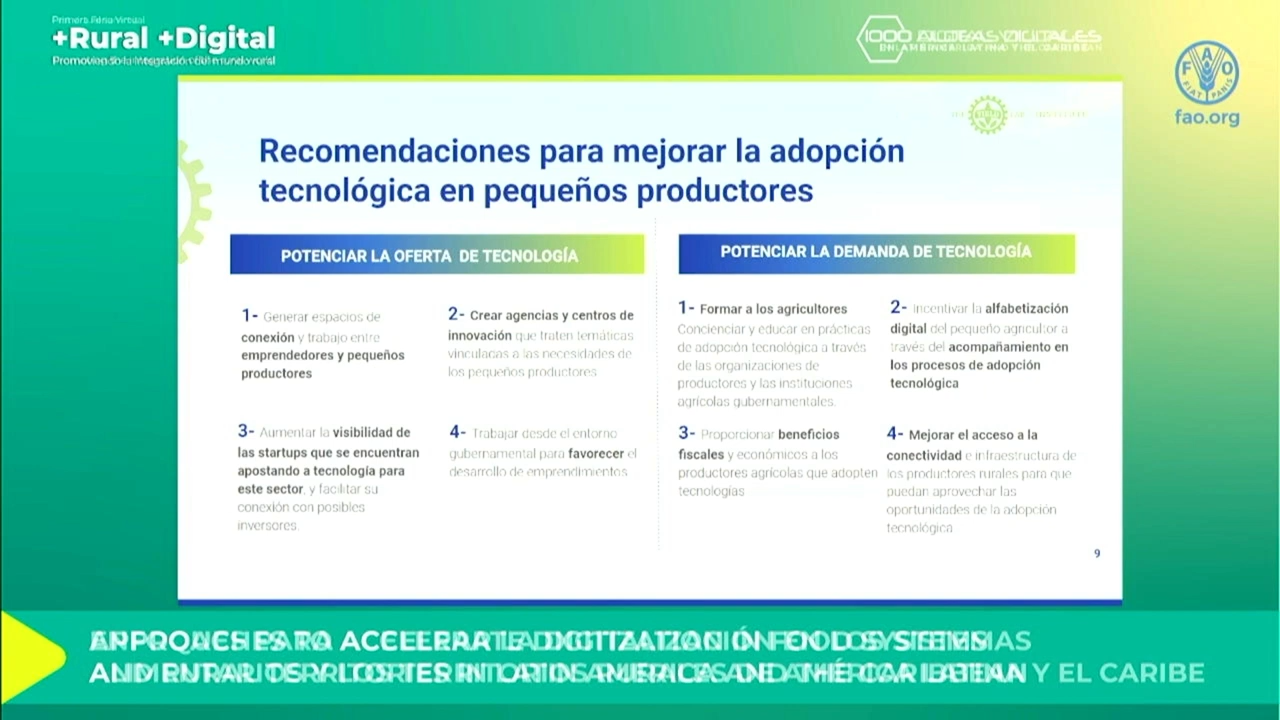 Primera Feria Virtual
+Rural +Digital
1000
fao.org
Recomendaciones para mejorar la adopción
tecnológica en pequeños productores
POTENCIAR LA OFERTA DE TECNOLOGÍA
1- Generar espacios de
conexión y trabajo entre
emprendedores y pequeños
productores
2- Crear agencias y centros de
innovación que traten temáticas
vinculadas a las necesidades de
los pequeños productores
3- Aumentar la visibilidad de
las startups que se encuentran
apostando a tecnología para
este sector, y facilitar su
conexión con posibles
inversores.
4- Trabajar desde el entorno
gubernamental para favorecer el
desarrollo de emprendimientos
POTENCIAR LA DEMANDA DE TECNOLOGÍA
1- Formar a los agricultores
Concienciar y educar en prácticas
de adopción tecnológica a través
de las organizaciones de
productores y las instituciones
agrícolas gubernamentales.
2- Incentivar la alfabetización
digital del pequeño agricultor a
través del acompañamiento en
los procesos de adopción
tecnológica
3- Proporcionar beneficios
fiscales y económicos a los
productores agrícolas que adopten
tecnologías
4- Mejorar el acceso a la
conectividad e infraestructura de
los productores rurales para que
puedan aprovechar las
oportunidades de la adopción
tecnológica
9
Y EL CARIBE